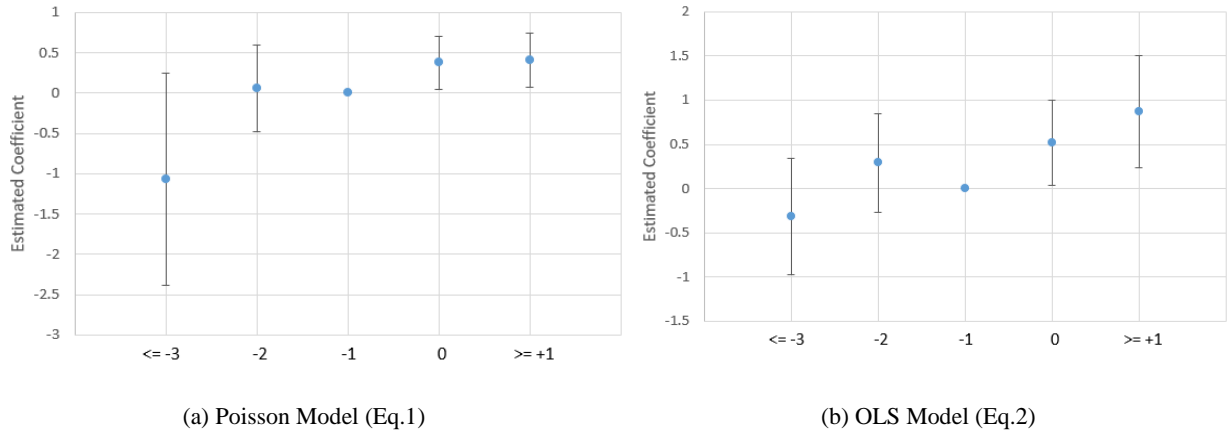 1
0.5
0
-0.5
-1
-1.5
-2
-2.5
-3
Estimated Coefficient
<= -3 -2 -1 0 >= +1
(a) Poisson Model (Eq.1)
2
1.5
1
0.5
0
-0.5
-1
-1.5
Estimated Coefficient
<= -3 -2 -1 0 >= +1
(b) OLS Model (Eq.2)